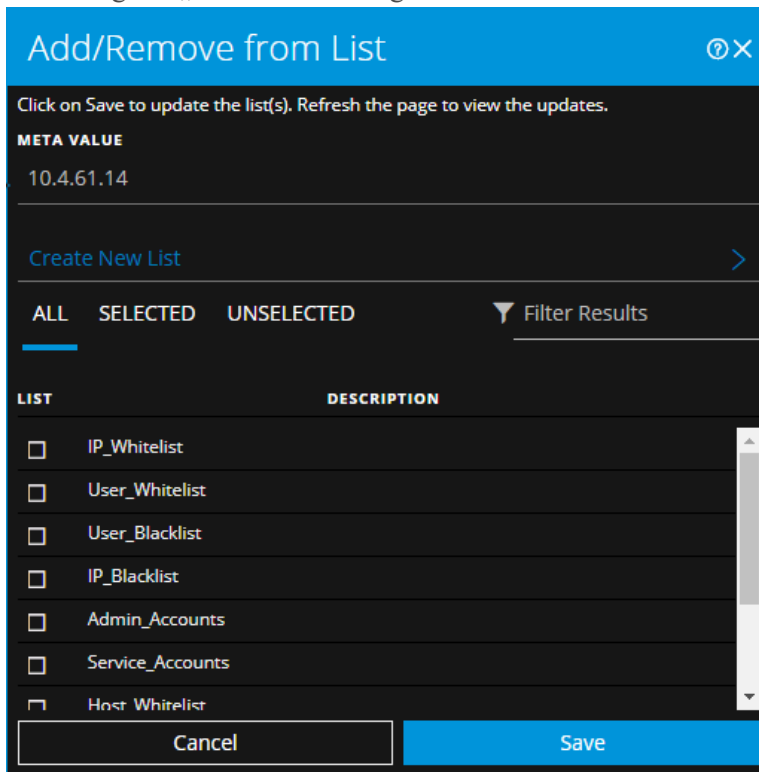 Add/Remove from List
Click on Save to update the list(s). Refresh the page to view the updates.
META VALUE
10.4.61.14
Create New List
ALL SELECTED UNSELECTED Filter Results
LIST DESCRIPTION
IP_Whitelist
User_Whitelist
User_Blacklist
IP_Blacklist
Admin_Accounts
Service_Accounts
Host_Whitelist
Cancel Save